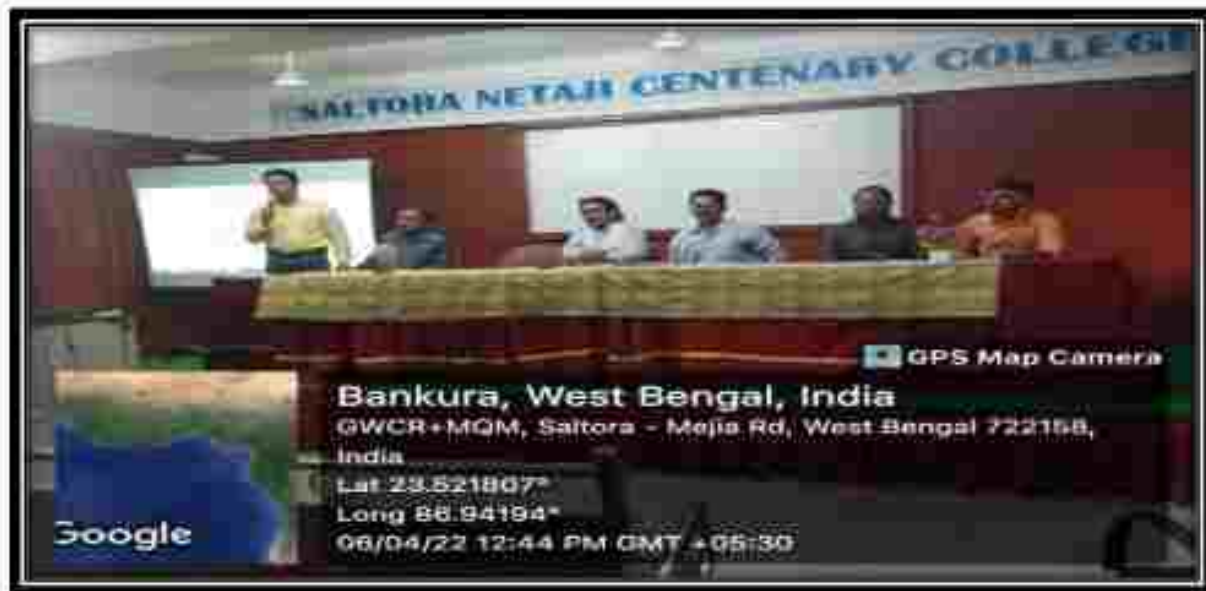 SALTORA NETAJI CENTENARY COLLEGE
GPS Map Camera
Bankura, West Bengal, India
GWCR+MQM, Saltora - Mejia Rd, West Bengal 722158,
India
Lat 23.521807°
Long 86.94194°
06/04/22 12:44 PM GMT +05:30
Google